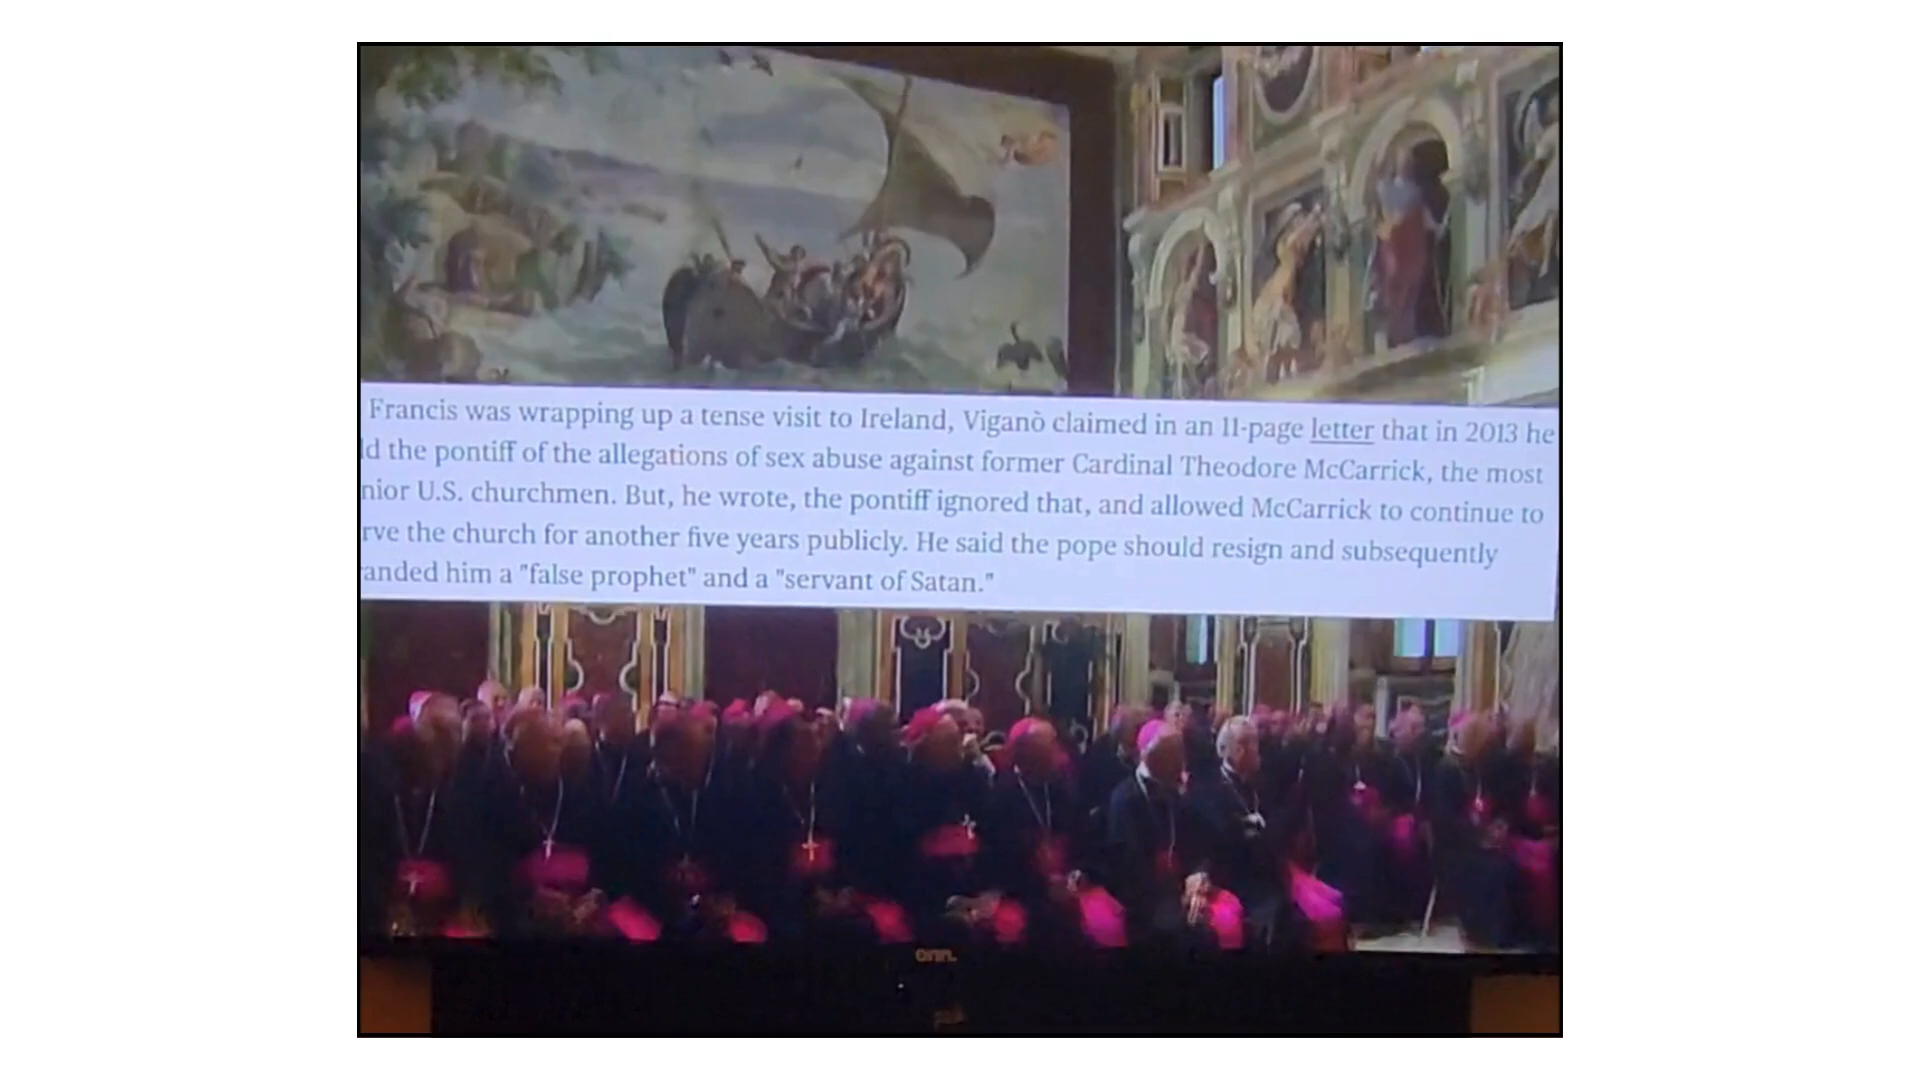 Francis was wrapping up a tense visit to Ireland, Viganò claimed in an 11-page letter that in 2013 he
d the pontiff of the allegations of sex abuse against former Cardinal Theodore McCarrick, the most
nior U.S. churchmen. But, he wrote, the pontiff ignored that, and allowed McCarrick to continue to
rve the church for another five years publicly. He said the pope should resign and subsequently
anded him a "false prophet" and a "servant of Satan."
onn.